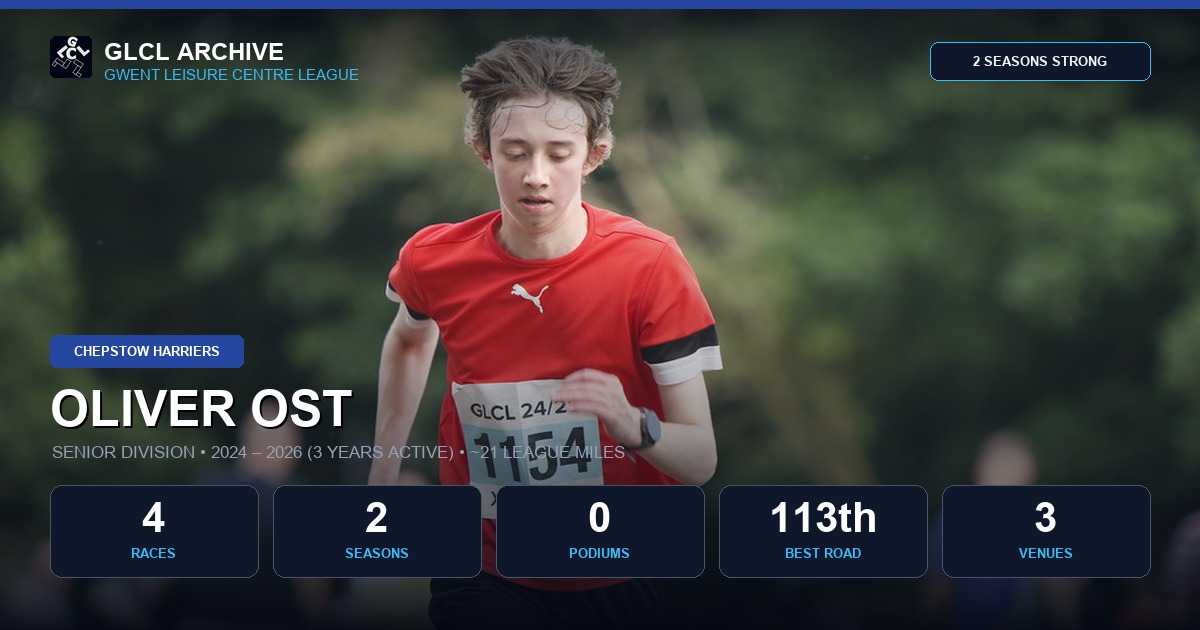 GLCL ARCHIVE
GWENT LEISURE CENTRE LEAGUE
2 SEASONS STRONG
CHEPSTOW HARRIERS
OLIVER OST
SENIOR DIVISION • 2024 – 2026 (3 YEARS ACTIVE) • ~21 LEAGUE MILES
GLCL 24/2
1154
4
RACES
2
SEASONS
0
PODIUMS
113th
BEST ROAD
3
VENUES